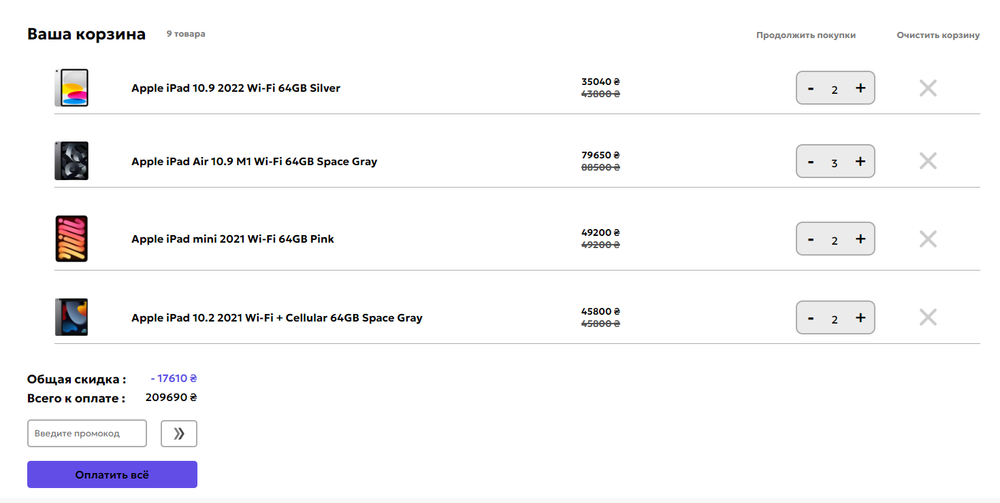 Ваша корзина
9 товара
Продолжить покупки
Очистить корзину
Apple iPad 10.9 2022 Wi-Fi 64GB Silver
35040 ₴
43800 ₴
- 2 +
Apple iPad Air 10.9 M1 Wi-Fi 64GB Space Gray
79650 ₴
88500 ₴
- 3 +
Apple iPad mini 2021 Wi-Fi 64GB Pink
49200 ₴
49200 ₴
- 2 +
Apple iPad 10.2 2021 Wi-Fi + Cellular 64GB Space Gray
45800 ₴
45800 ₴
- 2 +
Общая скидка : - 17610 ₴
Всего к оплате : 209690 ₴
Введите промокод
Оплатить всё